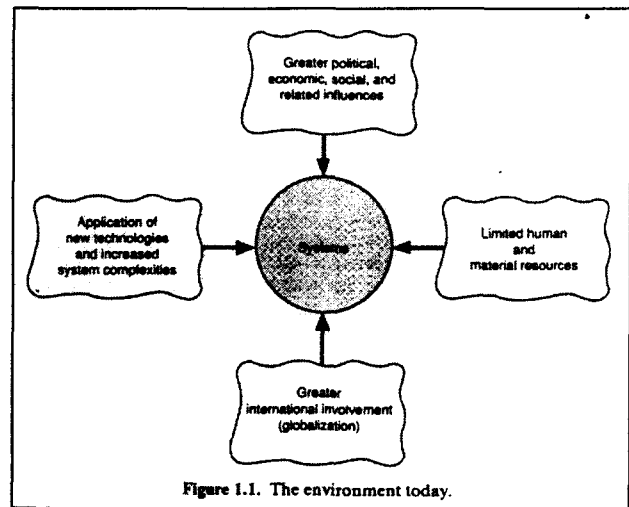 Greater political,
economic, social, and
related influences
Application of
new technologies
and increased
system complexities
Systems
Limited human
and
material resources
Greater
international involvement
(globalization)
Figure 1.1. The environment today.